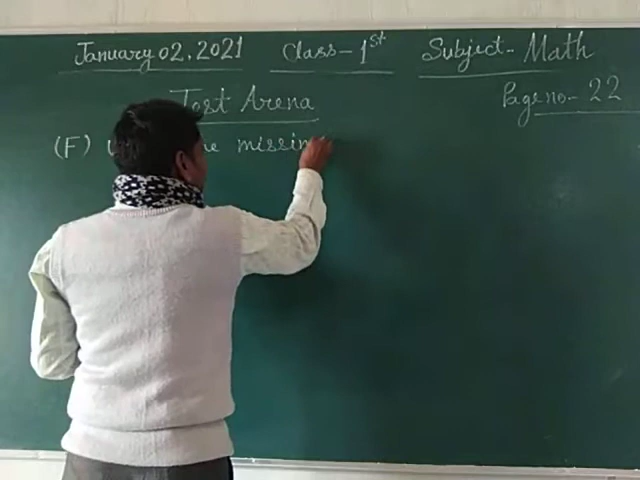 January 02, 2021 Class- 1st Subject- Math
Test Arena Page no- 22
(F) missin